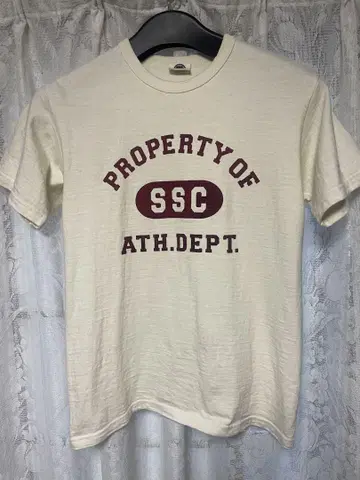 PROPERTY OF
SSC
ATH.DEPT.